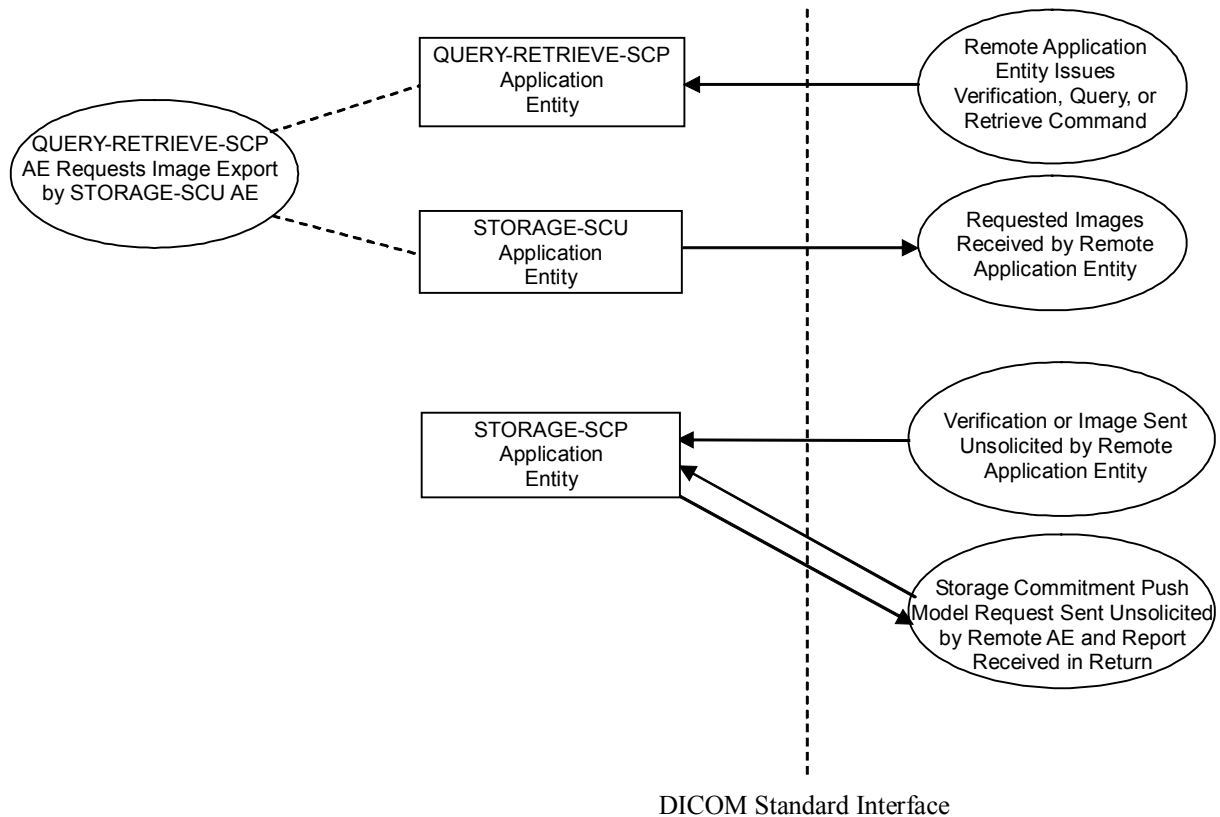 QUERY-RETRIEVE-SCP
Application
Entity
Remote Application
Entity Issues
Verification, Query, or
Retrieve Command
QUERY-RETRIEVE-SCP
AE Requests Image Export
by STORAGE-SCU AE
STORAGE-SCU
Application
Entity
Requested Images
Received by Remote
Application Entity
STORAGE-SCP
Application
Entity
Verification or Image Sent
Unsolicited by Remote
Application Entity
Storage Commitment Push
Model Request Sent Unsolicited
by Remote AE and Report
Received in Return
DICOM Standard Interface